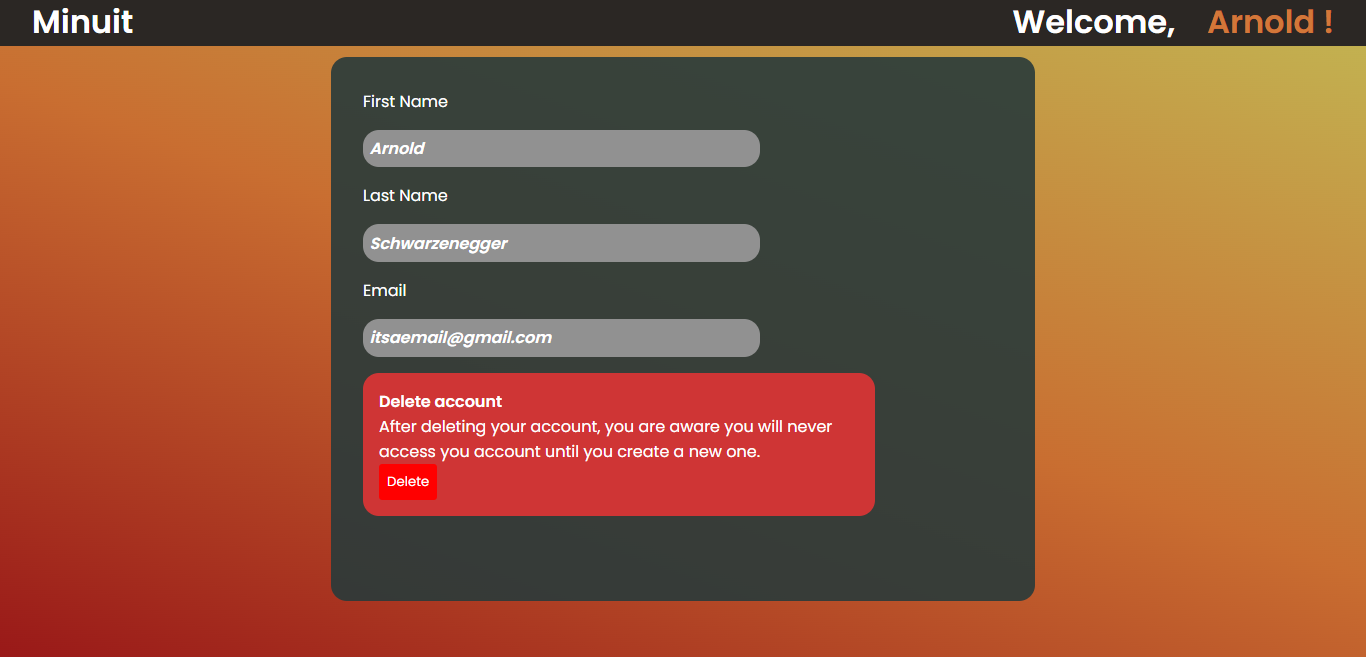 Minuit
Welcome, Arnold !
First Name
Arnold
Last Name
Schwarzenegger
Email
itsaemail@gmail.com
Delete account
After deleting your account, you are aware you will never
access you account until you create a new one.
Delete